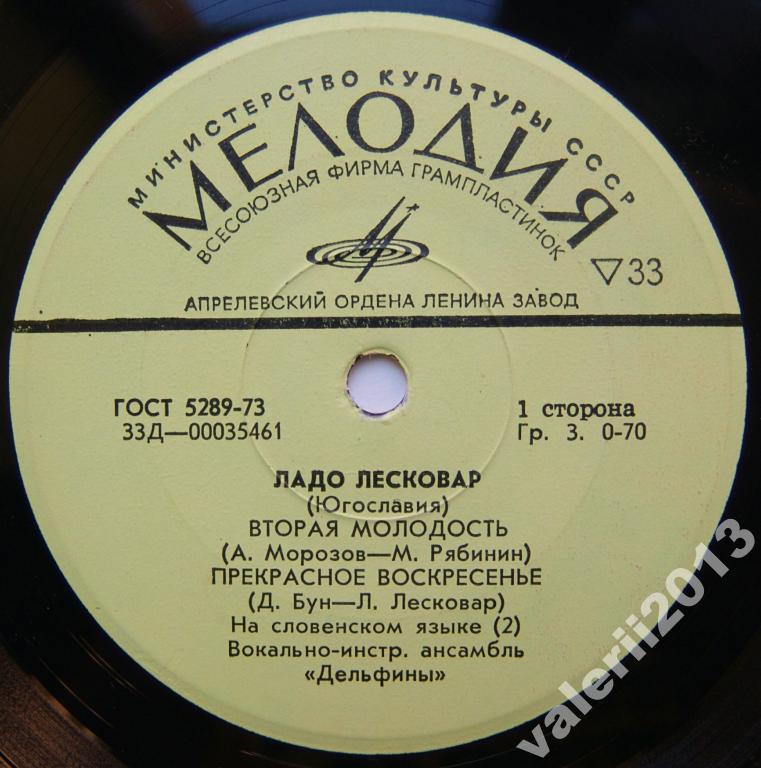 МИНИСТЕРСТВО КУЛЬТУРЫ СССР
МЕЛОДИЯ
ВСЕСОЮЗНАЯ ФИРМА ГРАМПЛАСТИНОК
▽33
АПРЕЛЕВСКИЙ ОРДЕНА ЛЕНИНА ЗАВОД
ГОСТ 5289-73
33Д—00035461
1 сторона
Гр. 3. 0-70
ЛАДО ЛЕСКОВАР
(Югославия)
ВТОРАЯ МОЛОДОСТЬ
(А. Морозов—М. Рябинин)
ПРЕКРАСНОЕ ВОСКРЕСЕНЬЕ
(Д. Бун—Л. Лесковар)
На словенском языке (2)
Вокально-инстр. ансамбль
«Дельфины»
valerii2013